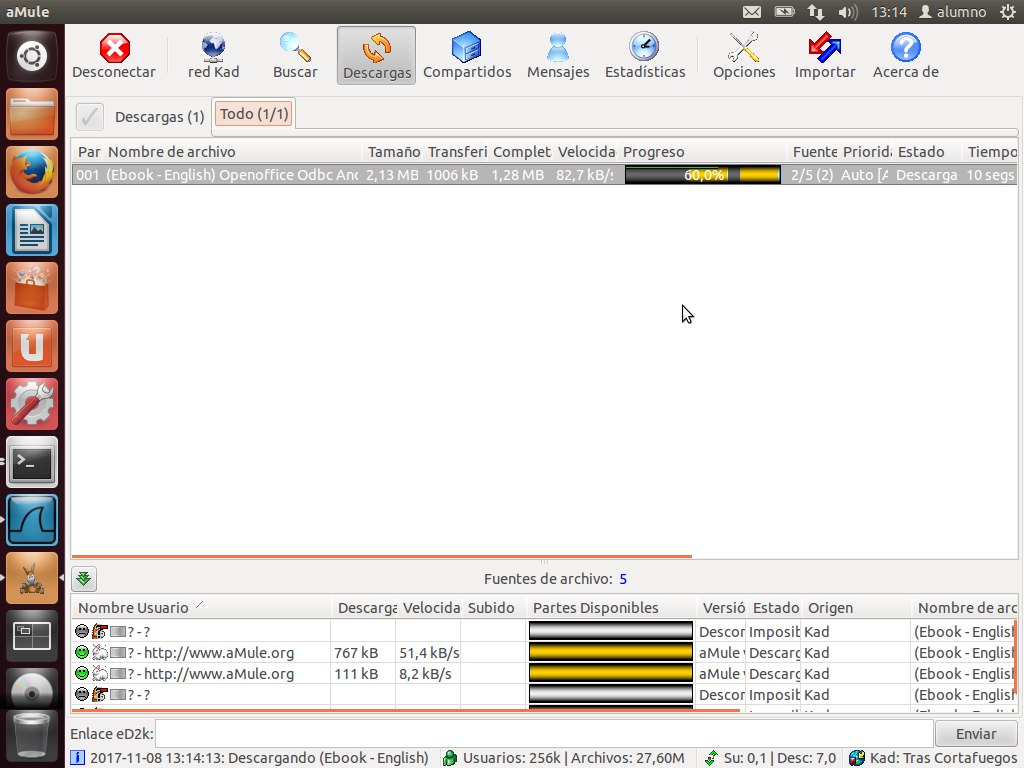 aMule 13:14 alumno
Desconectar red Kad Buscar Descargas Compartidos Mensajes Estadísticas Opciones Importar Acerca de
Descargas (1) Todo (1/1)
Par Nombre de archivo Tamaño Transferi Complet Velocida Progreso Fuente Priorida Estado Tiempo
001 (Ebook - English) Openoffice Odbc And 2,13 MB 1006 kB 1,28 MB 82,7 kB/s 60,0% 2/5 (2) Auto [A Descarga 10 segs
Fuentes de archivo: 5
Nombre Usuario Descarga Velocida Subido Partes Disponibles Versió Estado Origen Nombre de arc
? - ? Descor Imposib Kad (Ebook - English
? - http://www.aMule.org 767 kB 51,4 kB/s aMule v Descarg Kad (Ebook - English
? - http://www.aMule.org 111 kB 8,2 kB/s aMule v Descarg Kad (Ebook - English
? - ? Descor Imposib Kad (Ebook - English
Enlace eD2k: Enviar
2017-11-08 13:14:13: Descargando (Ebook - English) Usuarios: 256k | Archivos: 27,60M Su: 0,1 | Desc: 7,0 Kad: Tras Cortafuegos